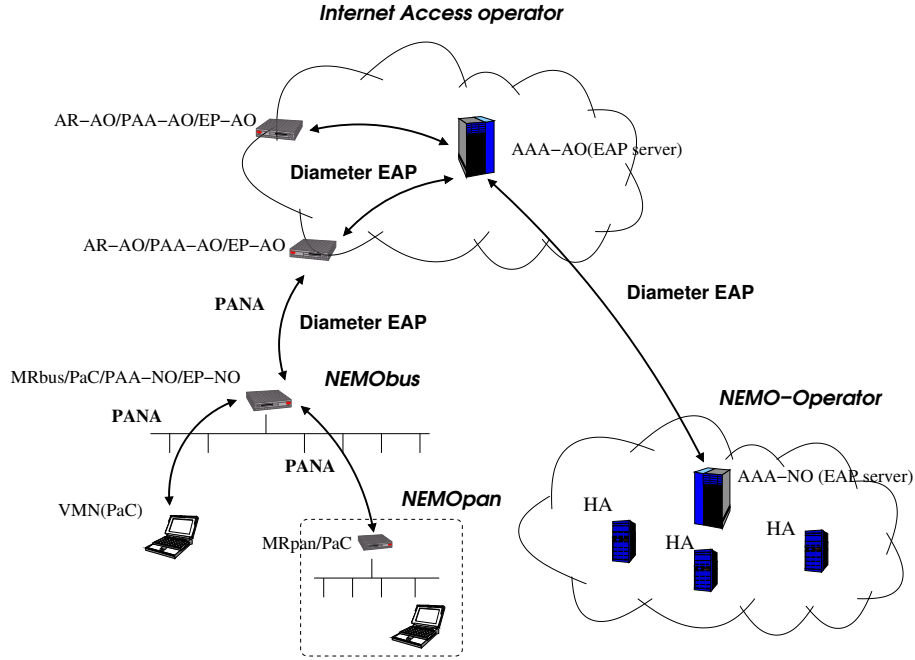 Internet Access operator
AR−AO/PAA−AO/EP−AO
AAA−AO(EAP server)
Diameter EAP
AR−AO/PAA−AO/EP−AO
PANA
Diameter EAP
Diameter EAP
MRbus/PaC/PAA−NO/EP−NO
NEMObus
NEMO−Operator
PANA
PANA
AAA−NO (EAP server)
NEMOpan
VMN(PaC)
HA
MRpan/PaC
HA
HA